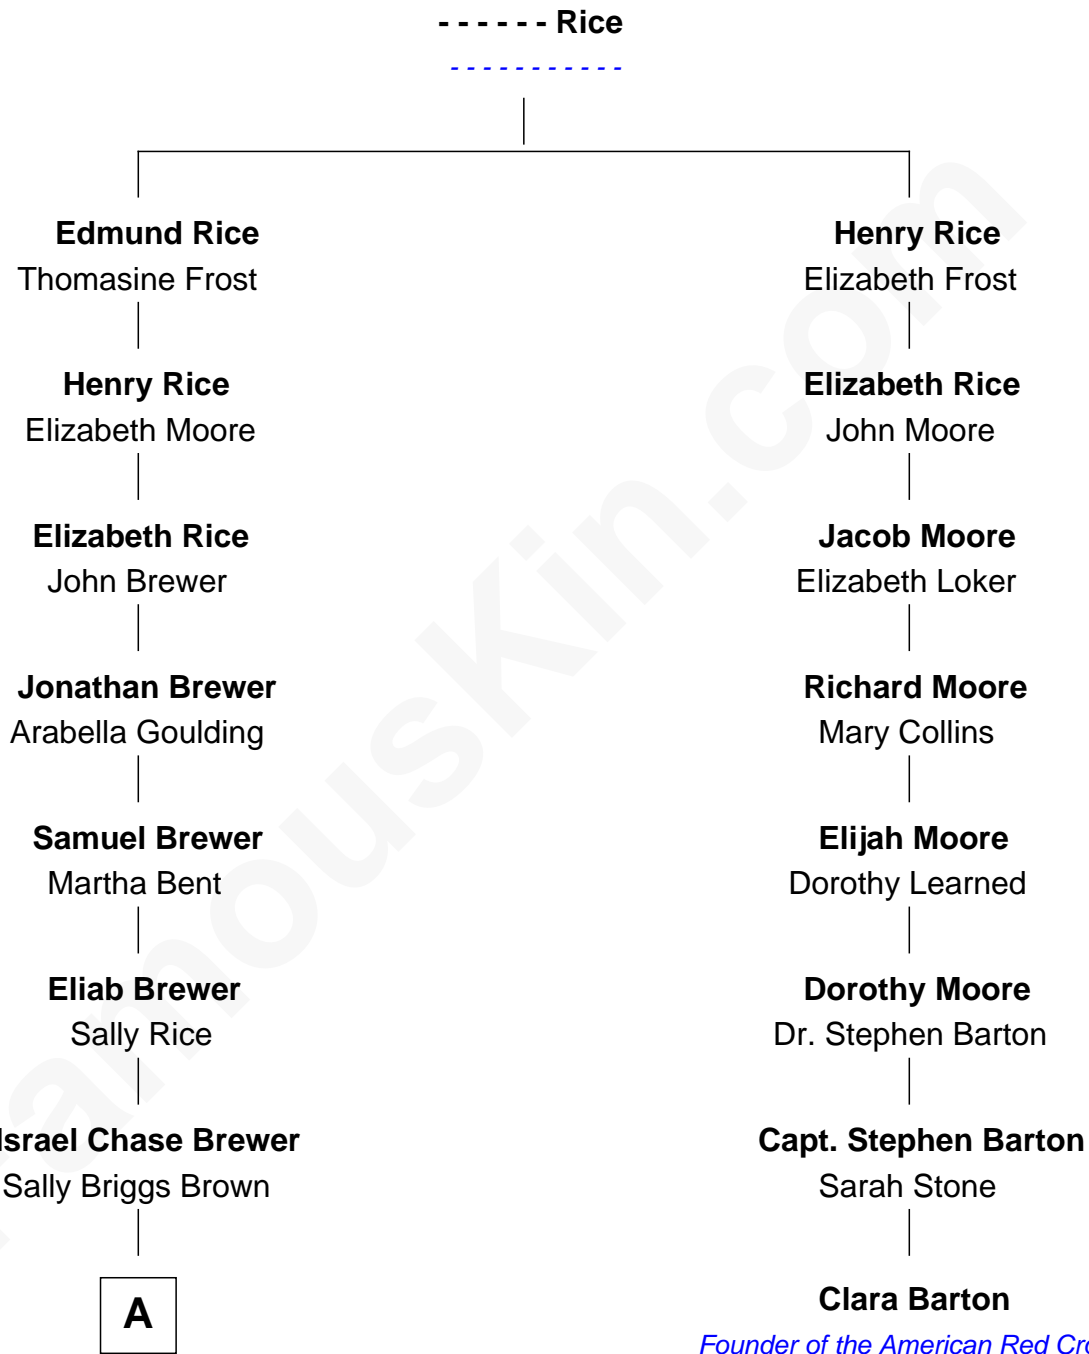 - - - - - - Rice
- - - - - - - - - - -
Edmund Rice
Thomasine Frost
Henry Rice
Elizabeth Moore
Elizabeth Rice
John Brewer
Jonathan Brewer
Arabella Goulding
Samuel Brewer
Martha Bent
Eliab Brewer
Sally Rice
Israel Chase Brewer
Sally Briggs Brown
A
Henry Rice
Elizabeth Frost
Elizabeth Rice
John Moore
Jacob Moore
Elizabeth Loker
Richard Moore
Mary Collins
Elijah Moore
Dorothy Learned
Dorothy Moore
Dr. Stephen Barton
Capt. Stephen Barton
Sarah Stone
Clara Barton
Founder of the American Red Cro
FamousKin.com